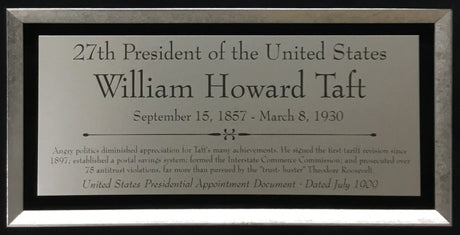 27th President of the United States
William Howard Taft
September 15, 1857 - March 8, 1930
Angry politics diminished appreciation for Taft's many achievements. He signed the first tariff revision since
1897; established a postal savings system; formed the Interstate Commerce Commission; and prosecuted over
75 antitrust violations, far more than pursued by the "trust- buster" Theodore Roosevelt.
United States Presidential Appointment Document - Dated July 1900